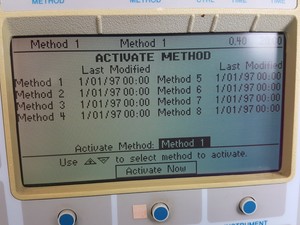 METHOD METHOD TIME TIME
Method 1 Method 1 0.40
ACTIVATE METHOD
Last Modified Last Modified
Method 1 1/01/97 00:00 Method 5 1/01/97 00:00
Method 2 1/01/97 00:00 Method 6 1/01/97 00:00
Method 3 1/01/97 00:00 Method 7 1/01/97 00:00
Method 4 1/01/97 00:00 Method 8 1/01/97 00:00
Activate Method: Method 1
Use to select method to activate.
Activate Now